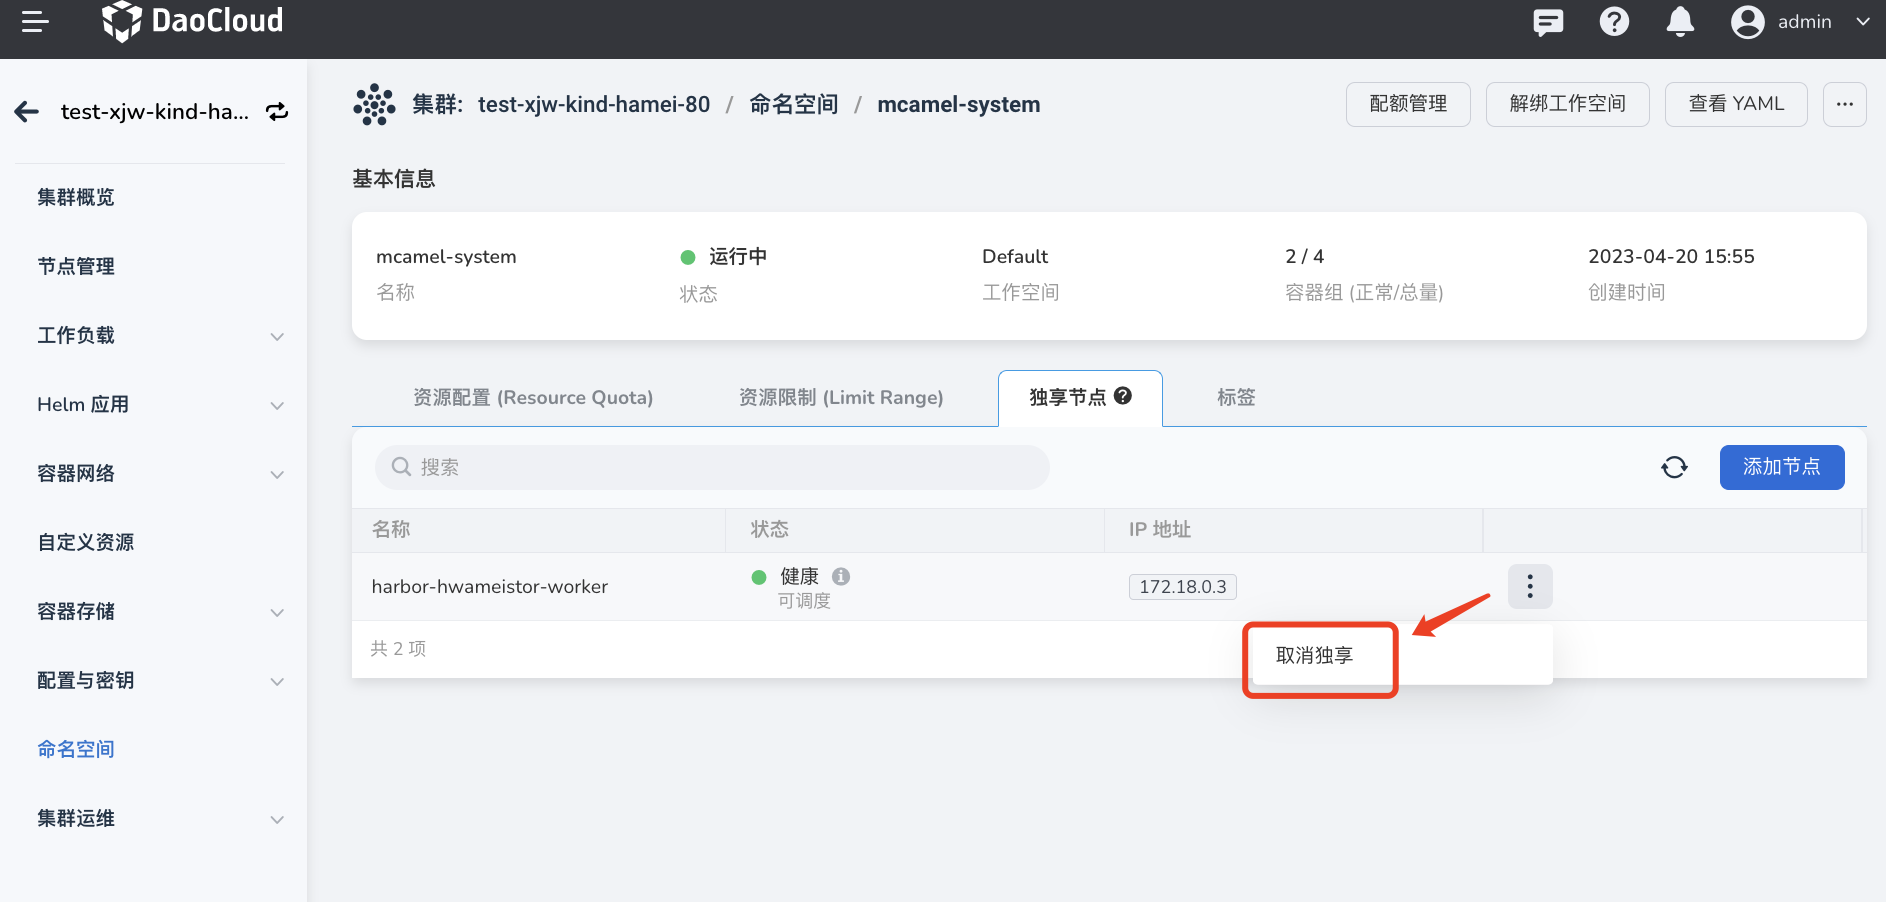 DaoCloud
admin
test-xjw-kind-ha...
集群概览
节点管理
工作负载
Helm 应用
容器网络
自定义资源
容器存储
配置与密钥
命名空间
集群运维
集群: test-xjw-kind-hamei-80 / 命名空间 / mcamel-system
配额管理
解绑工作空间
查看 YAML
基本信息
mcamel-system
名称
运行中
状态
Default
工作空间
2 / 4
容器组 (正常/总量)
2023-04-20 15:55
创建时间
资源配置 (Resource Quota)
资源限制 (Limit Range)
独享节点
标签
搜索
添加节点
名称
状态
IP 地址
harbor-hwameistor-worker
健康
可调度
172.18.0.3
取消独享
共 2 项